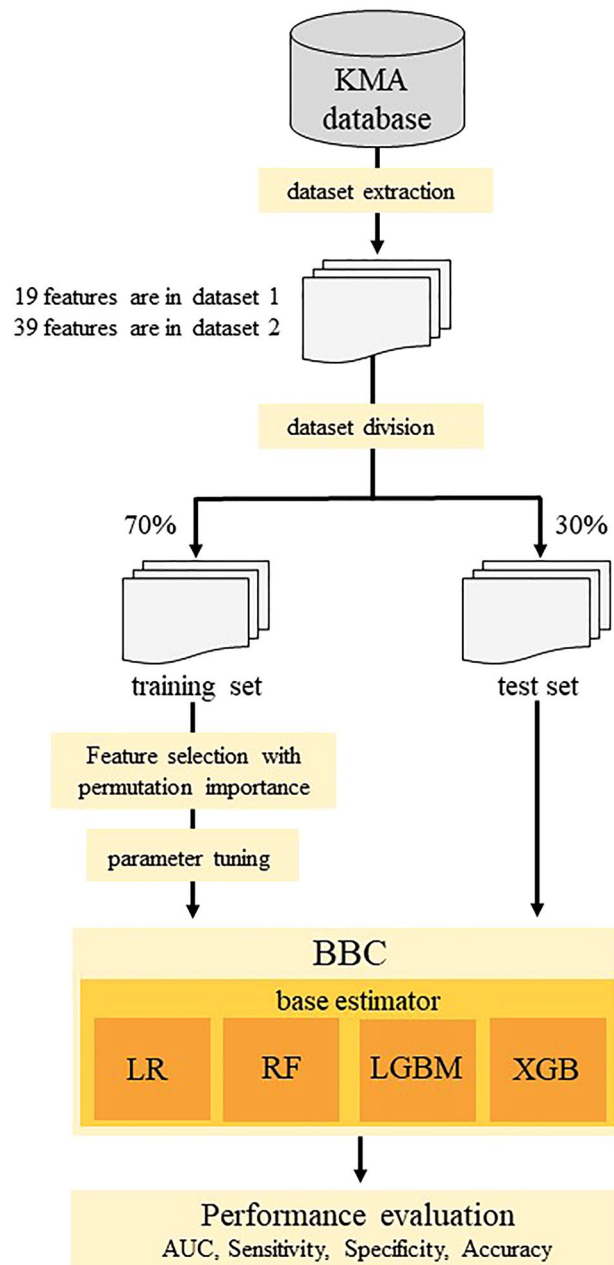 KMA
database
dataset extraction
19 features are in dataset 1
39 features are in dataset 2
dataset division
70%
30%
training set
test set
Feature selection with
permutation importance
parameter tuning
BBC
base estimator
LR
RF
LGBM
XGB
Performance evaluation
AUC, Sensitivity, Specificity, Accuracy